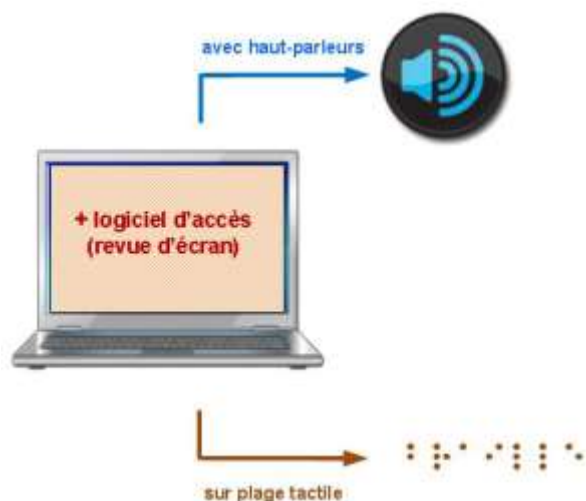 avec haut-parleurs
+ logiciel d'accès
(revue d'écran)
⠃⠗⠁⠊⠇⠇⠑
sur plage tactile